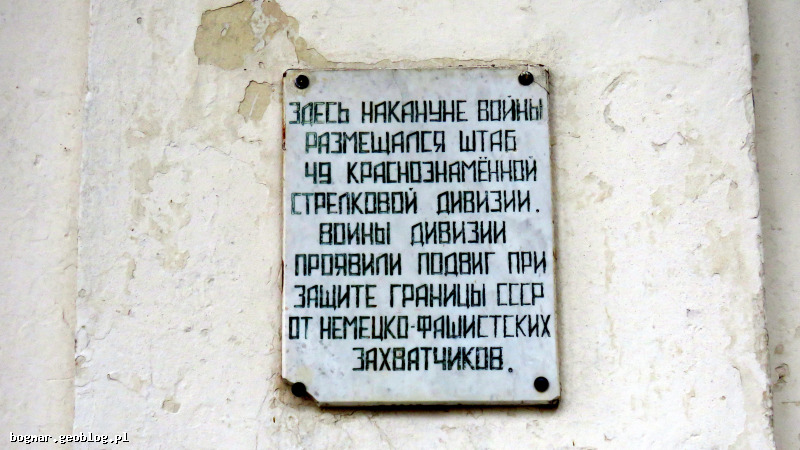 ЗДЕСЬ НАКАНУНЕ ВОЙНЫ
РАЗМЕЩАЛСЯ ШТАБ
49 КРАСНОЗНАМЁННОЙ
СТРЕЛКОВОЙ ДИВИЗИИ.
ВОИНЫ ДИВИЗИИ
ПРОЯВИЛИ ПОДВИГ ПРИ
ЗАЩИТЕ ГРАНИЦЫ СССР
ОТ НЕМЕЦКО-ФАШИСТСКИХ
ЗАХВАТЧИКОВ.
bognar.geoblog.pl